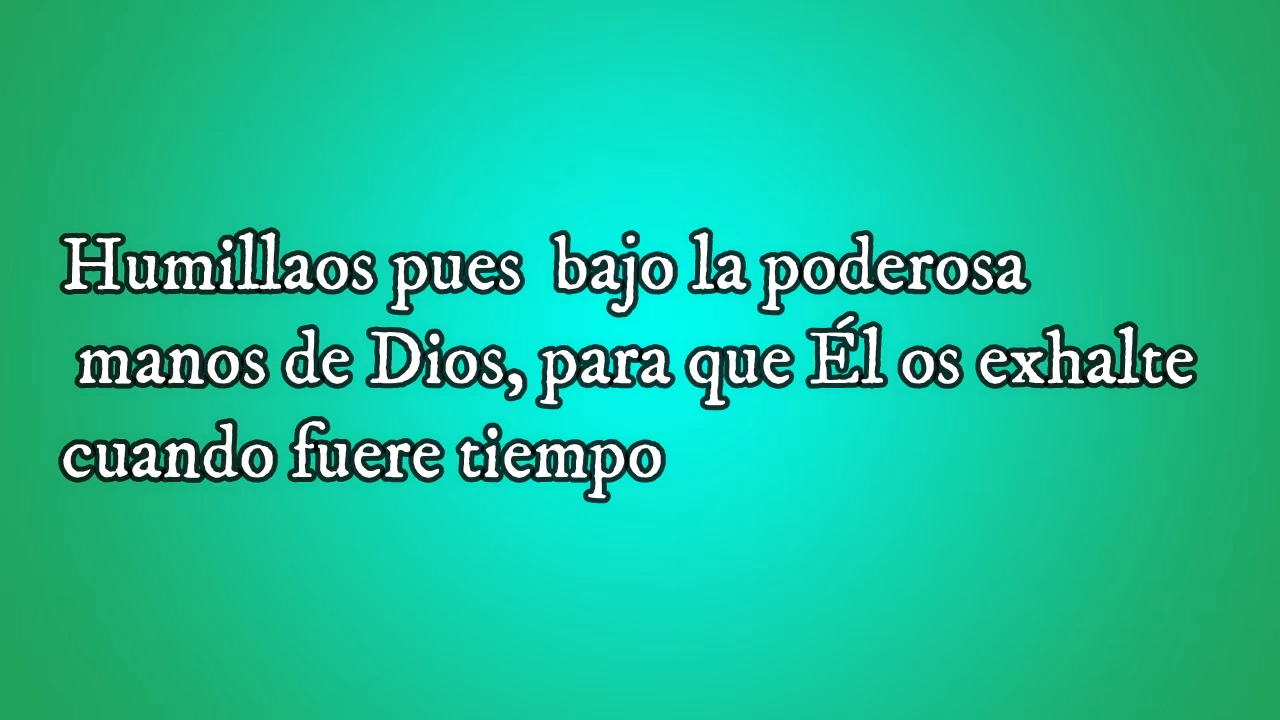 Humillaos pues  bajo la poderosa
manos de Dios, para que Él os exhalte
cuando fuere tiempo